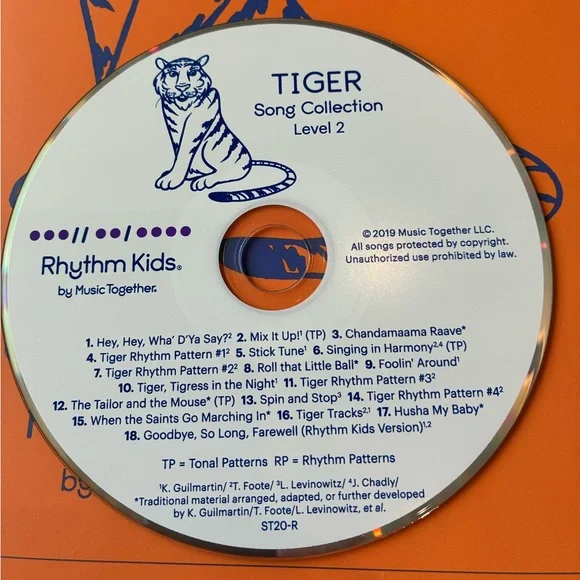 TIGER
Song Collection
Level 2
●●●// ●●/●●●●
Rhythm Kids®
by Music Together®
© 2019 Music Together LLC.
All songs protected by copyright.
Unauthorized use prohibited by law.
1. Hey, Hey, Wha' D'Ya Say?² 2. Mix It Up!¹ (TP) 3. Chandamaama Raave*
4. Tiger Rhythm Pattern #1² 5. Stick Tune¹ 6. Singing in Harmony²,⁴ (TP)
7. Tiger Rhythm Pattern #2² 8. Roll that Little Ball* 9. Foolin' Around¹
10. Tiger, Tigress in the Night¹ 11. Tiger Rhythm Pattern #3²
12. The Tailor and the Mouse* (TP) 13. Spin and Stop³ 14. Tiger Rhythm Pattern #4²
15. When the Saints Go Marching In* 16. Tiger Tracks²,¹ 17. Husha My Baby*
18. Goodbye, So Long, Farewell (Rhythm Kids Version)¹,²
TP = Tonal Patterns RP = Rhythm Patterns
¹K. Guilmartin/ ²T. Foote/ ³L. Levinowitz/ ⁴J. Chadly/
*Traditional material arranged, adapted, or further developed
by K. Guilmartin/T. Foote/L. Levinowitz, et al.
ST20-R
by